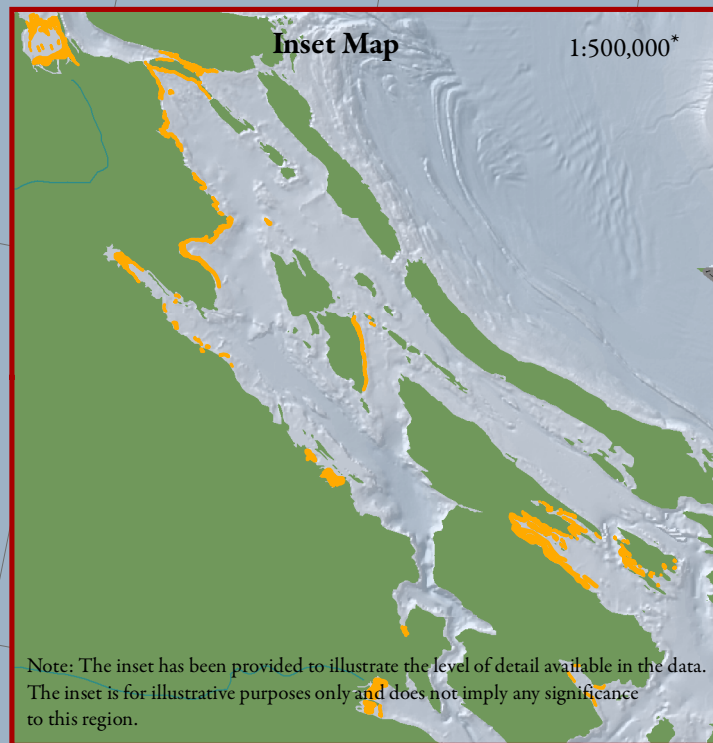 Inset Map
1:500,000*
Note: The inset has been provided to illustrate the level of detail available in the data.
The inset is for illustrative purposes only and does not imply any significance
to this region.